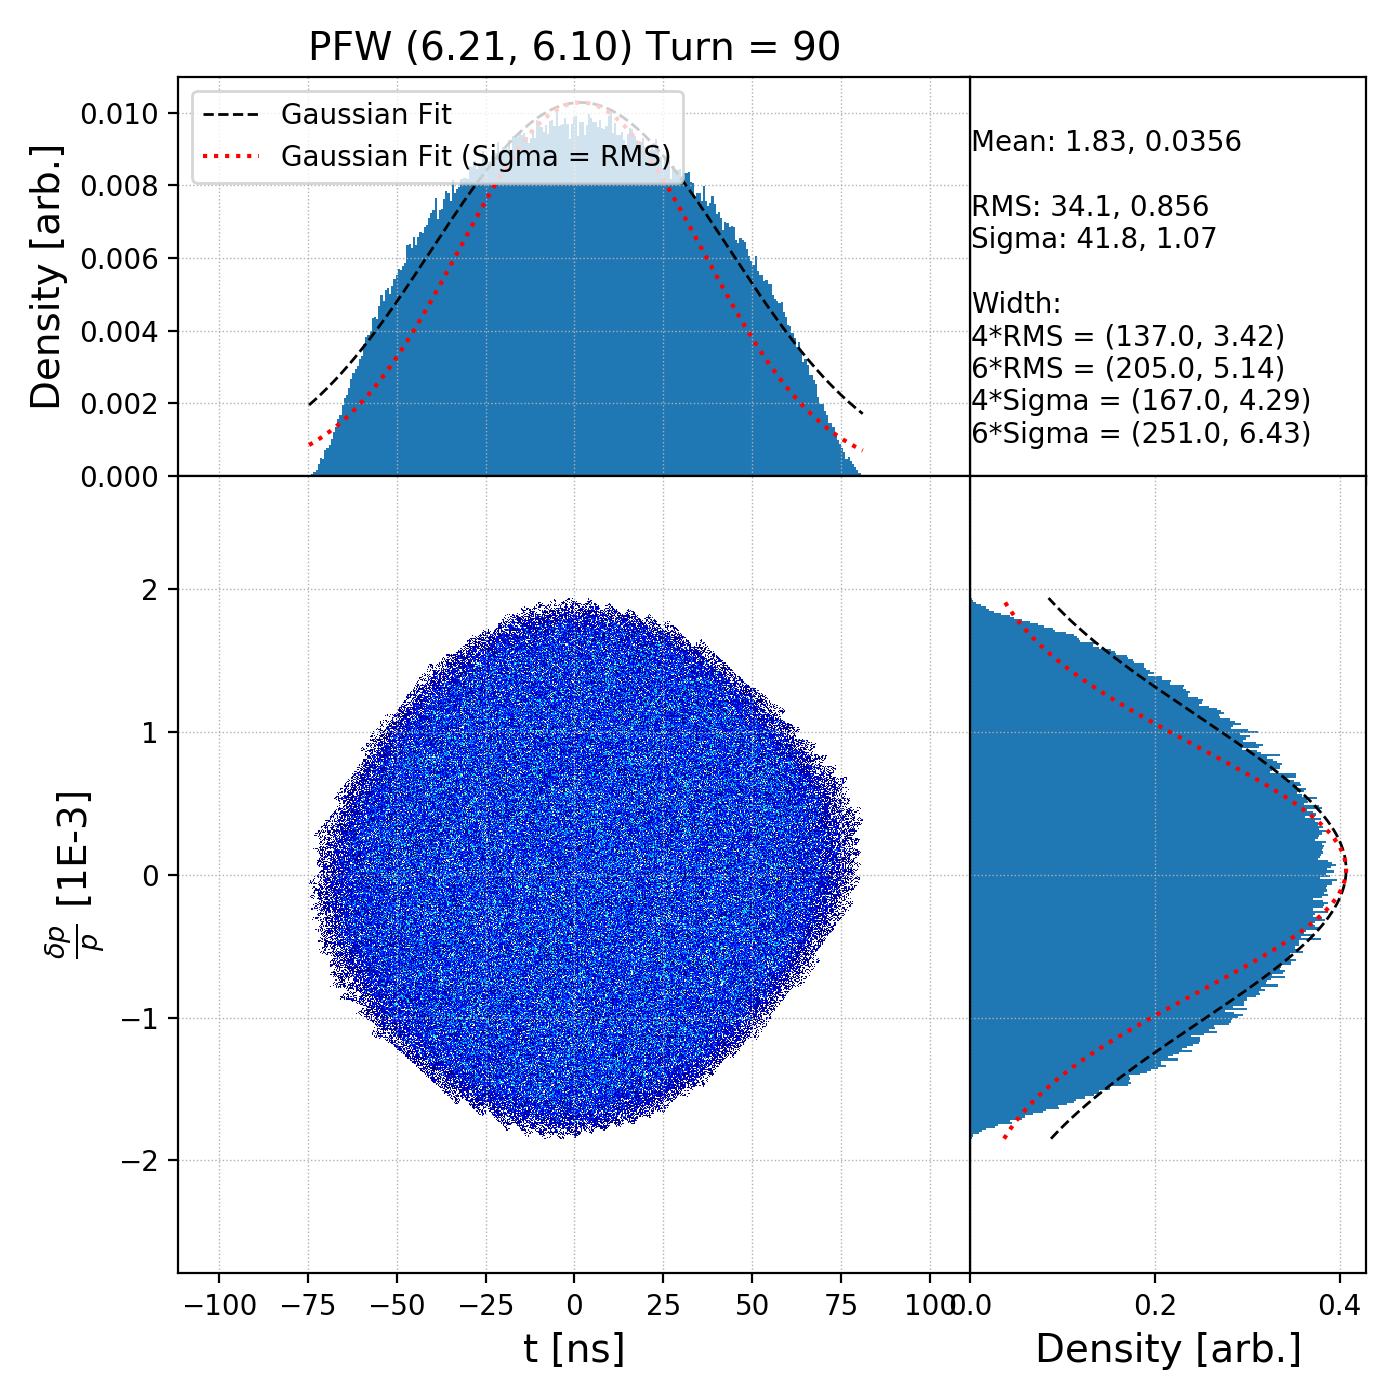 PFW (6.21, 6.10) Turn = 90
Gaussian Fit
Gaussian Fit (Sigma = RMS)
Density [arb.]
0.010
0.008
0.006
0.004
0.002
0.000
Mean: 1.83, 0.0356
RMS: 34.1, 0.856
Sigma: 41.8, 1.07
Width:
4*RMS = (137.0, 3.42)
6*RMS = (205.0, 5.14)
4*Sigma = (167.0, 4.29)
6*Sigma = (251.0, 6.43)
δp/p [1E-3]
2
1
0
−1
−2
−100 −75 −50 −25 0 25 50 75 100
t [ns]
0.0 0.2 0.4
Density [arb.]